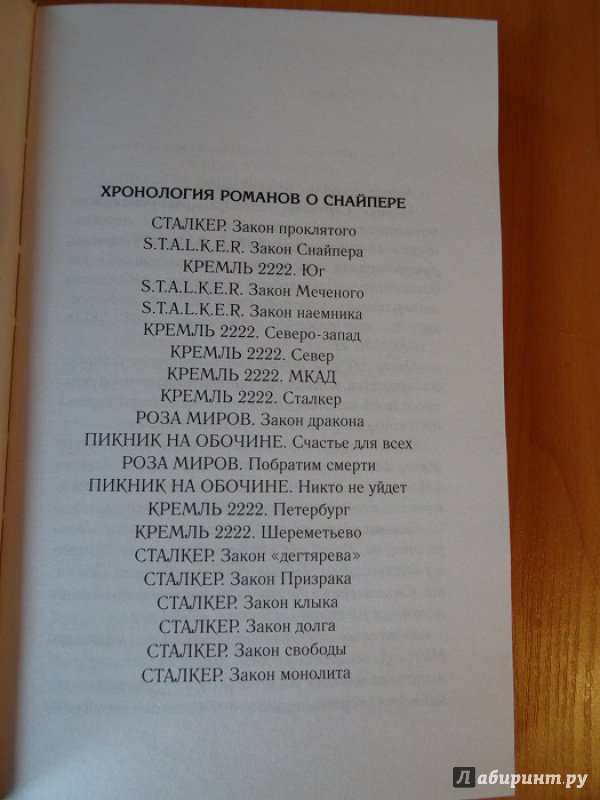 ХРОНОЛОГИЯ РОМАНОВ О СНАЙПЕРЕ
СТАЛКЕР. Закон проклятого
S.T.A.L.K.E.R. Закон Снайпера
КРЕМЛЬ 2222. Юг
S.T.A.L.K.E.R. Закон Меченого
S.T.A.L.K.E.R. Закон наемника
КРЕМЛЬ 2222. Северо-запад
КРЕМЛЬ 2222. Север
КРЕМЛЬ 2222. МКАД
КРЕМЛЬ 2222. Сталкер
РОЗА МИРОВ. Закон дракона
ПИКНИК НА ОБОЧИНЕ. Счастье для всех
РОЗА МИРОВ. Побратим смерти
ПИКНИК НА ОБОЧИНЕ. Никто не уйдет
КРЕМЛЬ 2222. Петербург
КРЕМЛЬ 2222. Шереметьево
СТАЛКЕР. Закон «дегтярева»
СТАЛКЕР. Закон Призрака
СТАЛКЕР. Закон клыка
СТАЛКЕР. Закон долга
СТАЛКЕР. Закон свободы
СТАЛКЕР. Закон монолита
лабиринт.ру